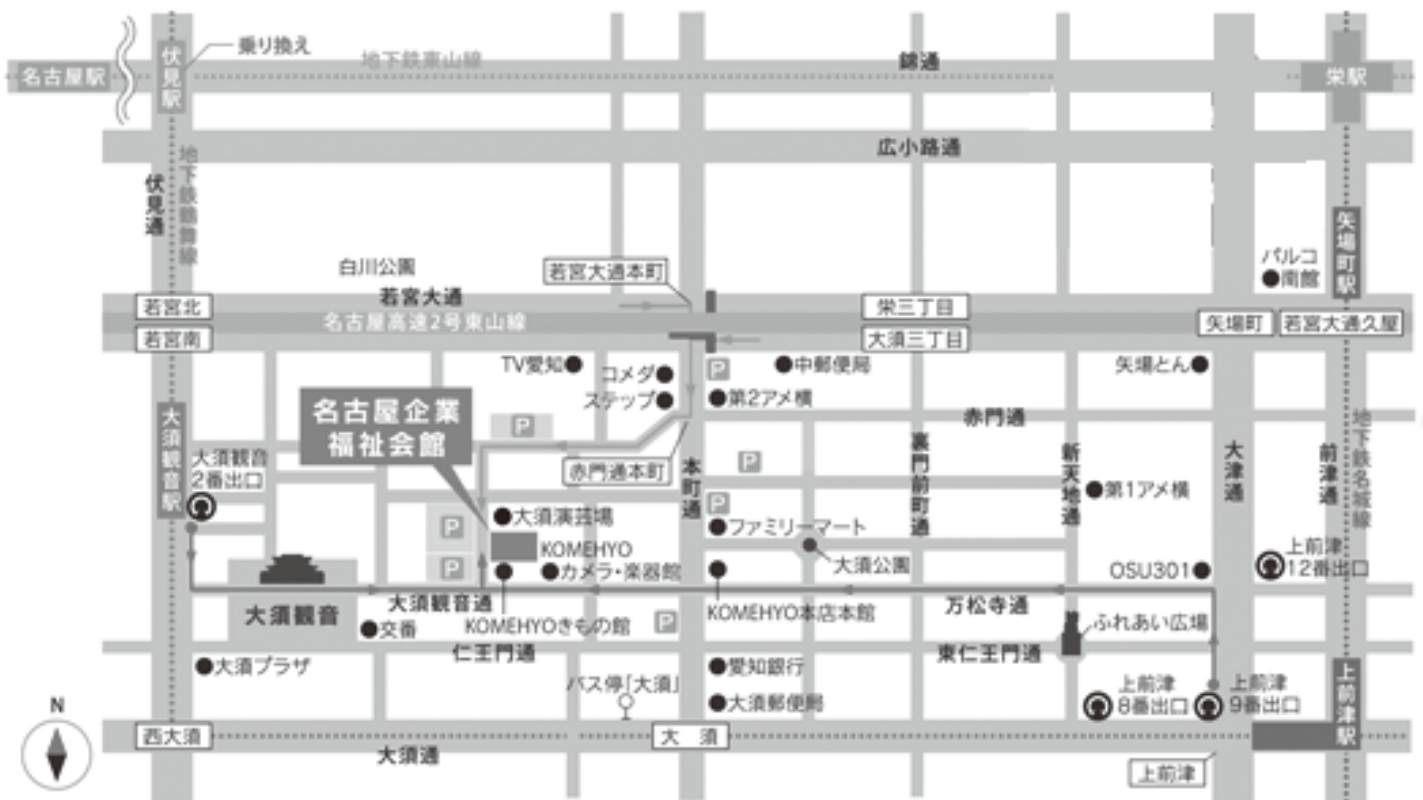 乗り換え
地下鉄東山線
錦通
名古屋駅
伏見駅
栄駅
広小路通
地下鉄鶴舞線
伏見通
矢場町駅
パルコ
南館
白川公園
若宮大通本町
若宮大通
若宮北
栄三丁目
名古屋高速2号東山線
矢場町
若宮大通久屋
若宮南
大須三丁目
TV愛知
コメダ
P
中郵便局
矢場とん
ステップ
第2アメ横
名古屋企業
福祉会館
P
赤門通
大須観音駅
大須観音
2番出口
赤門通本町
本町通
P
裏門前町通
新天地通
大津通
前津通
地下鉄名城線
第1アメ横
P
大須演芸場
P
ファミリーマート
KOMEHYO
大須公園
上前津
12番出口
P
カメラ・楽器館
OSU301
大須観音
大須観音通
KOMEHYO本店本館
万松寺通
交番
KOMEHYOきもの館
P
ふれあい広場
仁王門通
東仁王門通
大須プラザ
愛知銀行
バス停「大須」
大須郵便局
上前津
8番出口
上前津
9番出口
上前津駅
N
西大須
大須
大須通
上前津